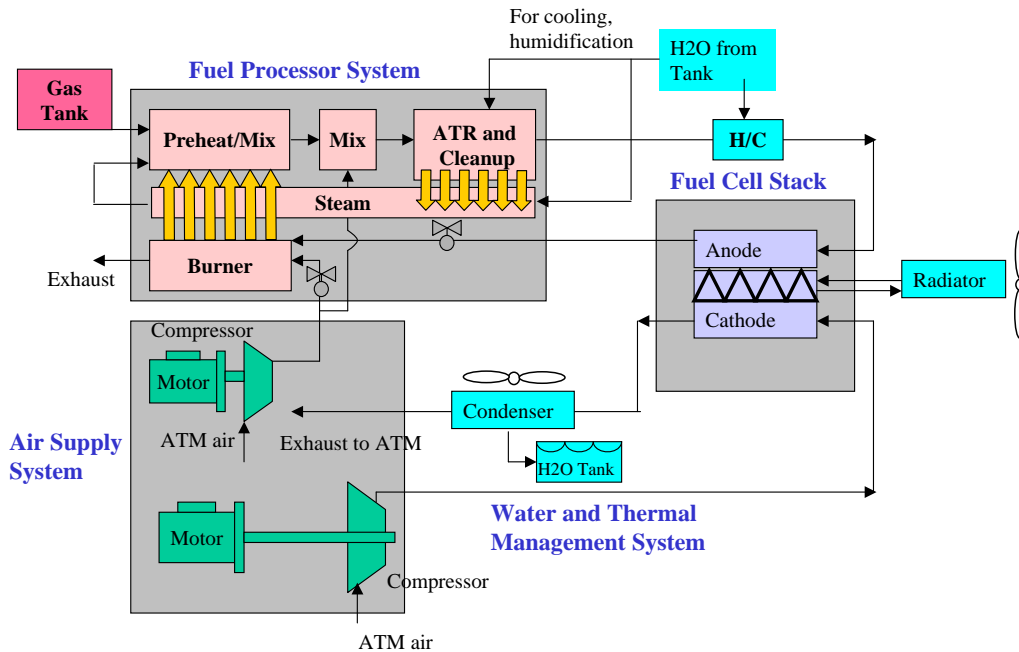 For cooling,
humidification
H2O from
Tank
Fuel Processor System
Gas
Tank
Preheat/Mix
Mix
ATR and
Cleanup
H/C
Fuel Cell Stack
Steam
Burner
Exhaust
Anode
Radiator
Cathode
Compressor
Motor
Condenser
ATM air
Exhaust to ATM
Air Supply
System
H2O Tank
Motor
Water and Thermal
Management System
Compressor
ATM air